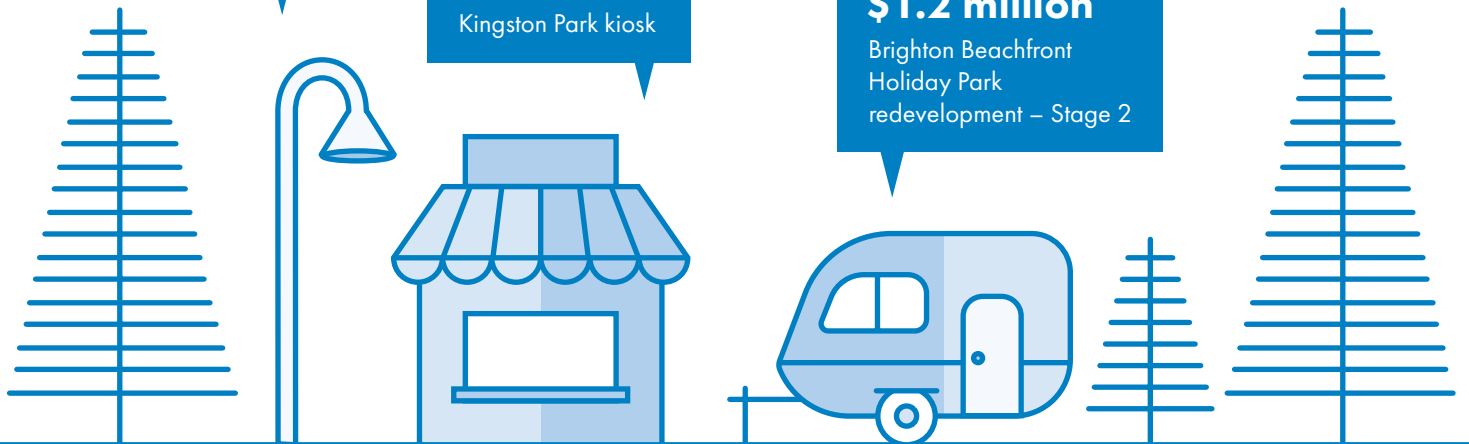 Kingston Park kiosk
$1.2 million
Brighton Beachfront
Holiday Park
redevelopment – Stage 2